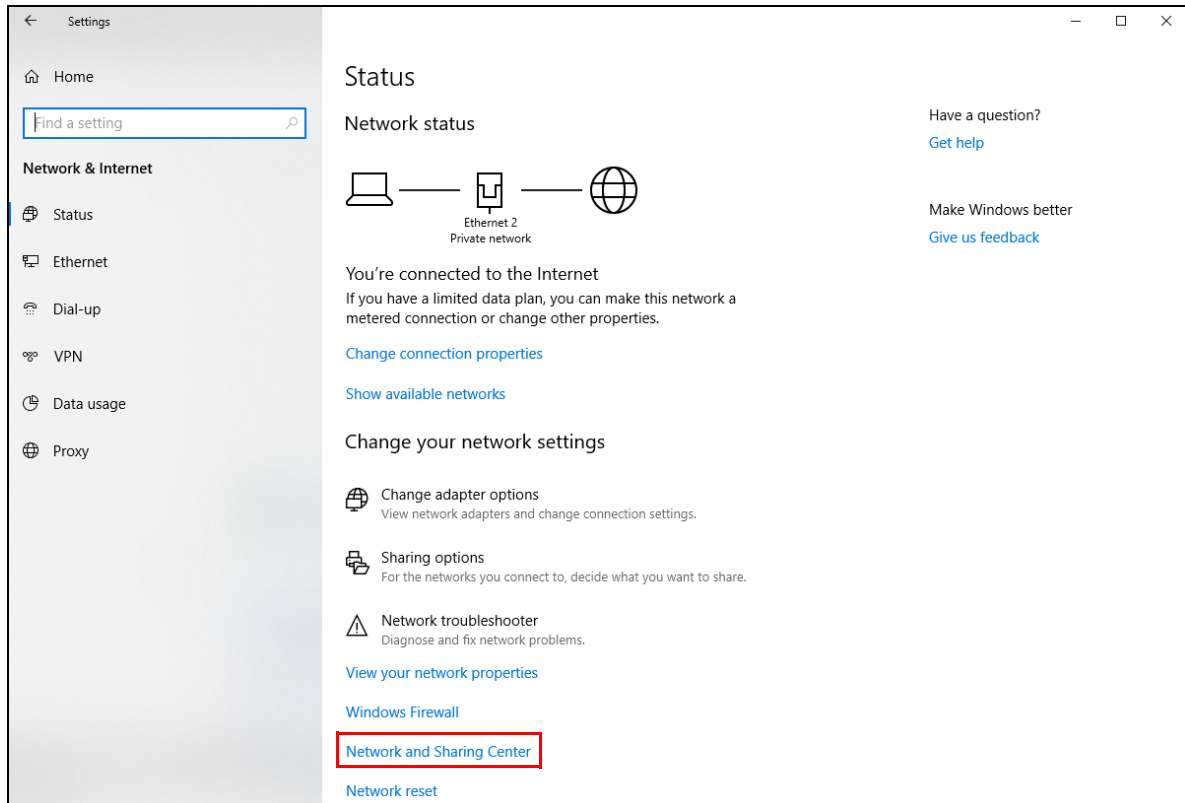 Settings
Home
Find a setting
Network & Internet
Status
Ethernet
Dial-up
VPN
Data usage
Proxy
Status
Network status
Ethernet 2
Private network
You're connected to the Internet
If you have a limited data plan, you can make this network a
metered connection or change other properties.
Change connection properties
Show available networks
Change your network settings
Change adapter options
View network adapters and change connection settings.
Sharing options
For the networks you connect to, decide what you want to share.
Network troubleshooter
Diagnose and fix network problems.
View your network properties
Windows Firewall
Network and Sharing Center
Network reset
Have a question?
Get help
Make Windows better
Give us feedback